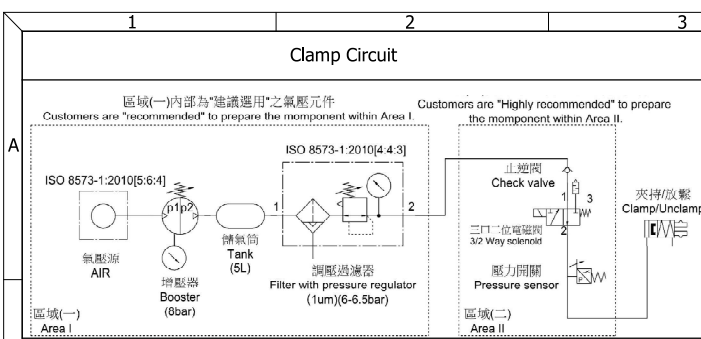 1
2
3
Clamp Circuit
A
區域(一)內部為"建議選用"之氣壓元件
Customers are "recommended" to prepare the momponent within Area I.
Customers are "Highly recommended" to prepare
the momponent within Area II.
ISO 8573-1:2010[4:4:3]
ISO 8573-1:2010[5:6:4]
p1 p2
1
2
止逆閥
Check valve
1
3
2
夾持/放鬆
Clamp/Unclamp
三口二位電磁閥
3/2 Way solenoid
氣壓源
AIR
儲氣筒
Tank
(5L)
增壓器
Booster
(8bar)
調壓過濾器
Filter with pressure regulator
(1um)(6-6.5bar)
壓力開關
Pressure sensor
P
區域(一)
Area I
區域(二)
Area II